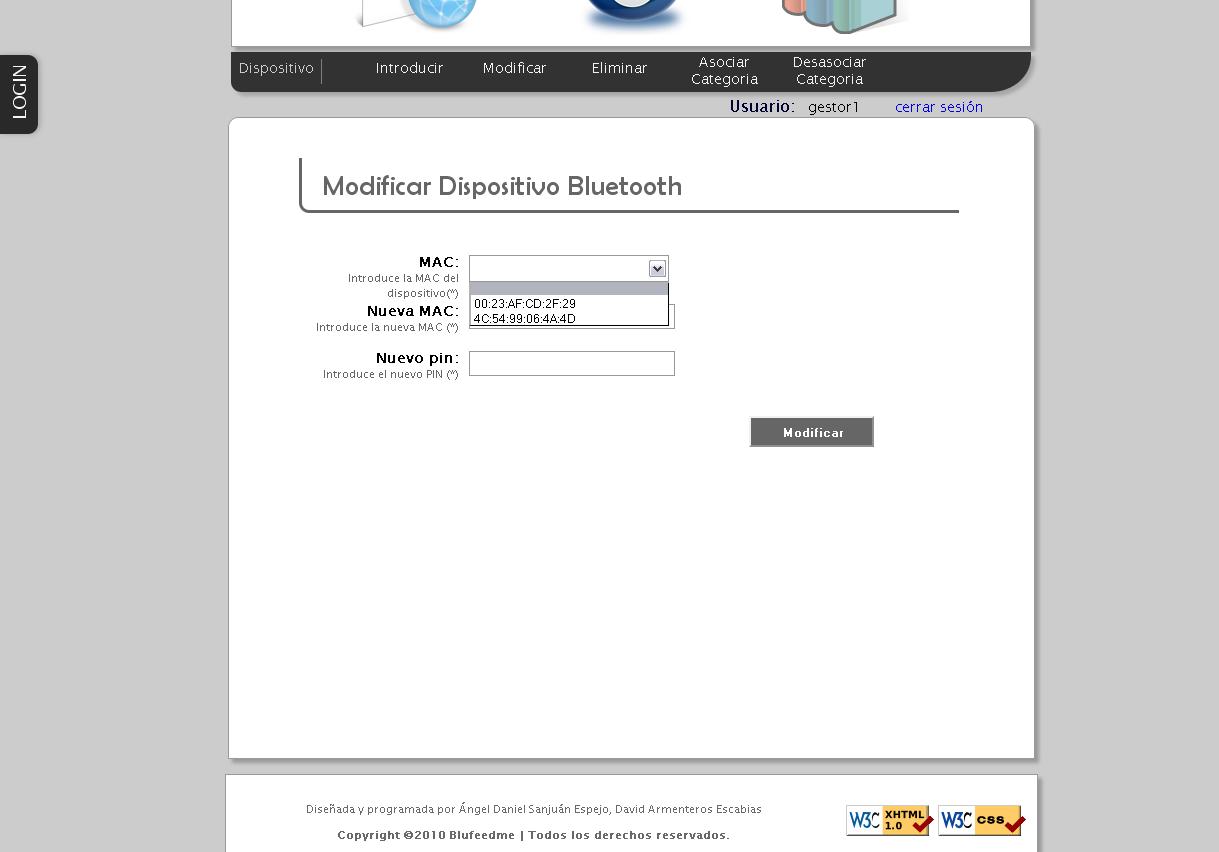 LOGIN
Dispositivo Introducir Modificar Eliminar Asociar Categoria Desasociar Categoria
Usuario: gestor1 cerrar sesión
Modificar Dispositivo Bluetooth
MAC:
Introduce la MAC del
dispositivo(*)
00:23:AF:CD:2F:29
4C:54:99:06:4A:4D
Nueva MAC:
Introduce la nueva MAC (*)
Nuevo pin:
Introduce el nuevo PIN (*)
Modificar
Diseñada y programada por Ángel Daniel Sanjuán Espejo, David Armenteros Escabias
Copyright ©2010 Blufeedme | Todos los derechos reservados.
W3C XHTML 1.0
W3C css